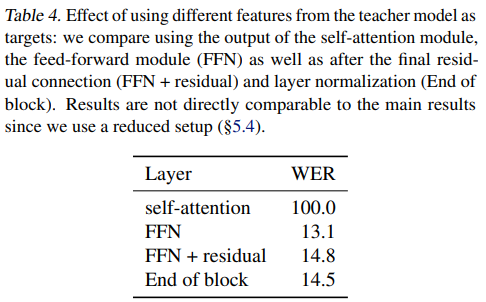 Table 4. Effect of using different features from the teacher model as
targets: we compare using the output of the self-attention module,
the feed-forward module (FFN) as well as after the final resid-
ual connection (FFN + residual) and layer normalization (End of
block). Results are not directly comparable to the main results
since we use a reduced setup (§5.4).
Layer WER
self-attention 100.0
FFN 13.1
FFN + residual 14.8
End of block 14.5